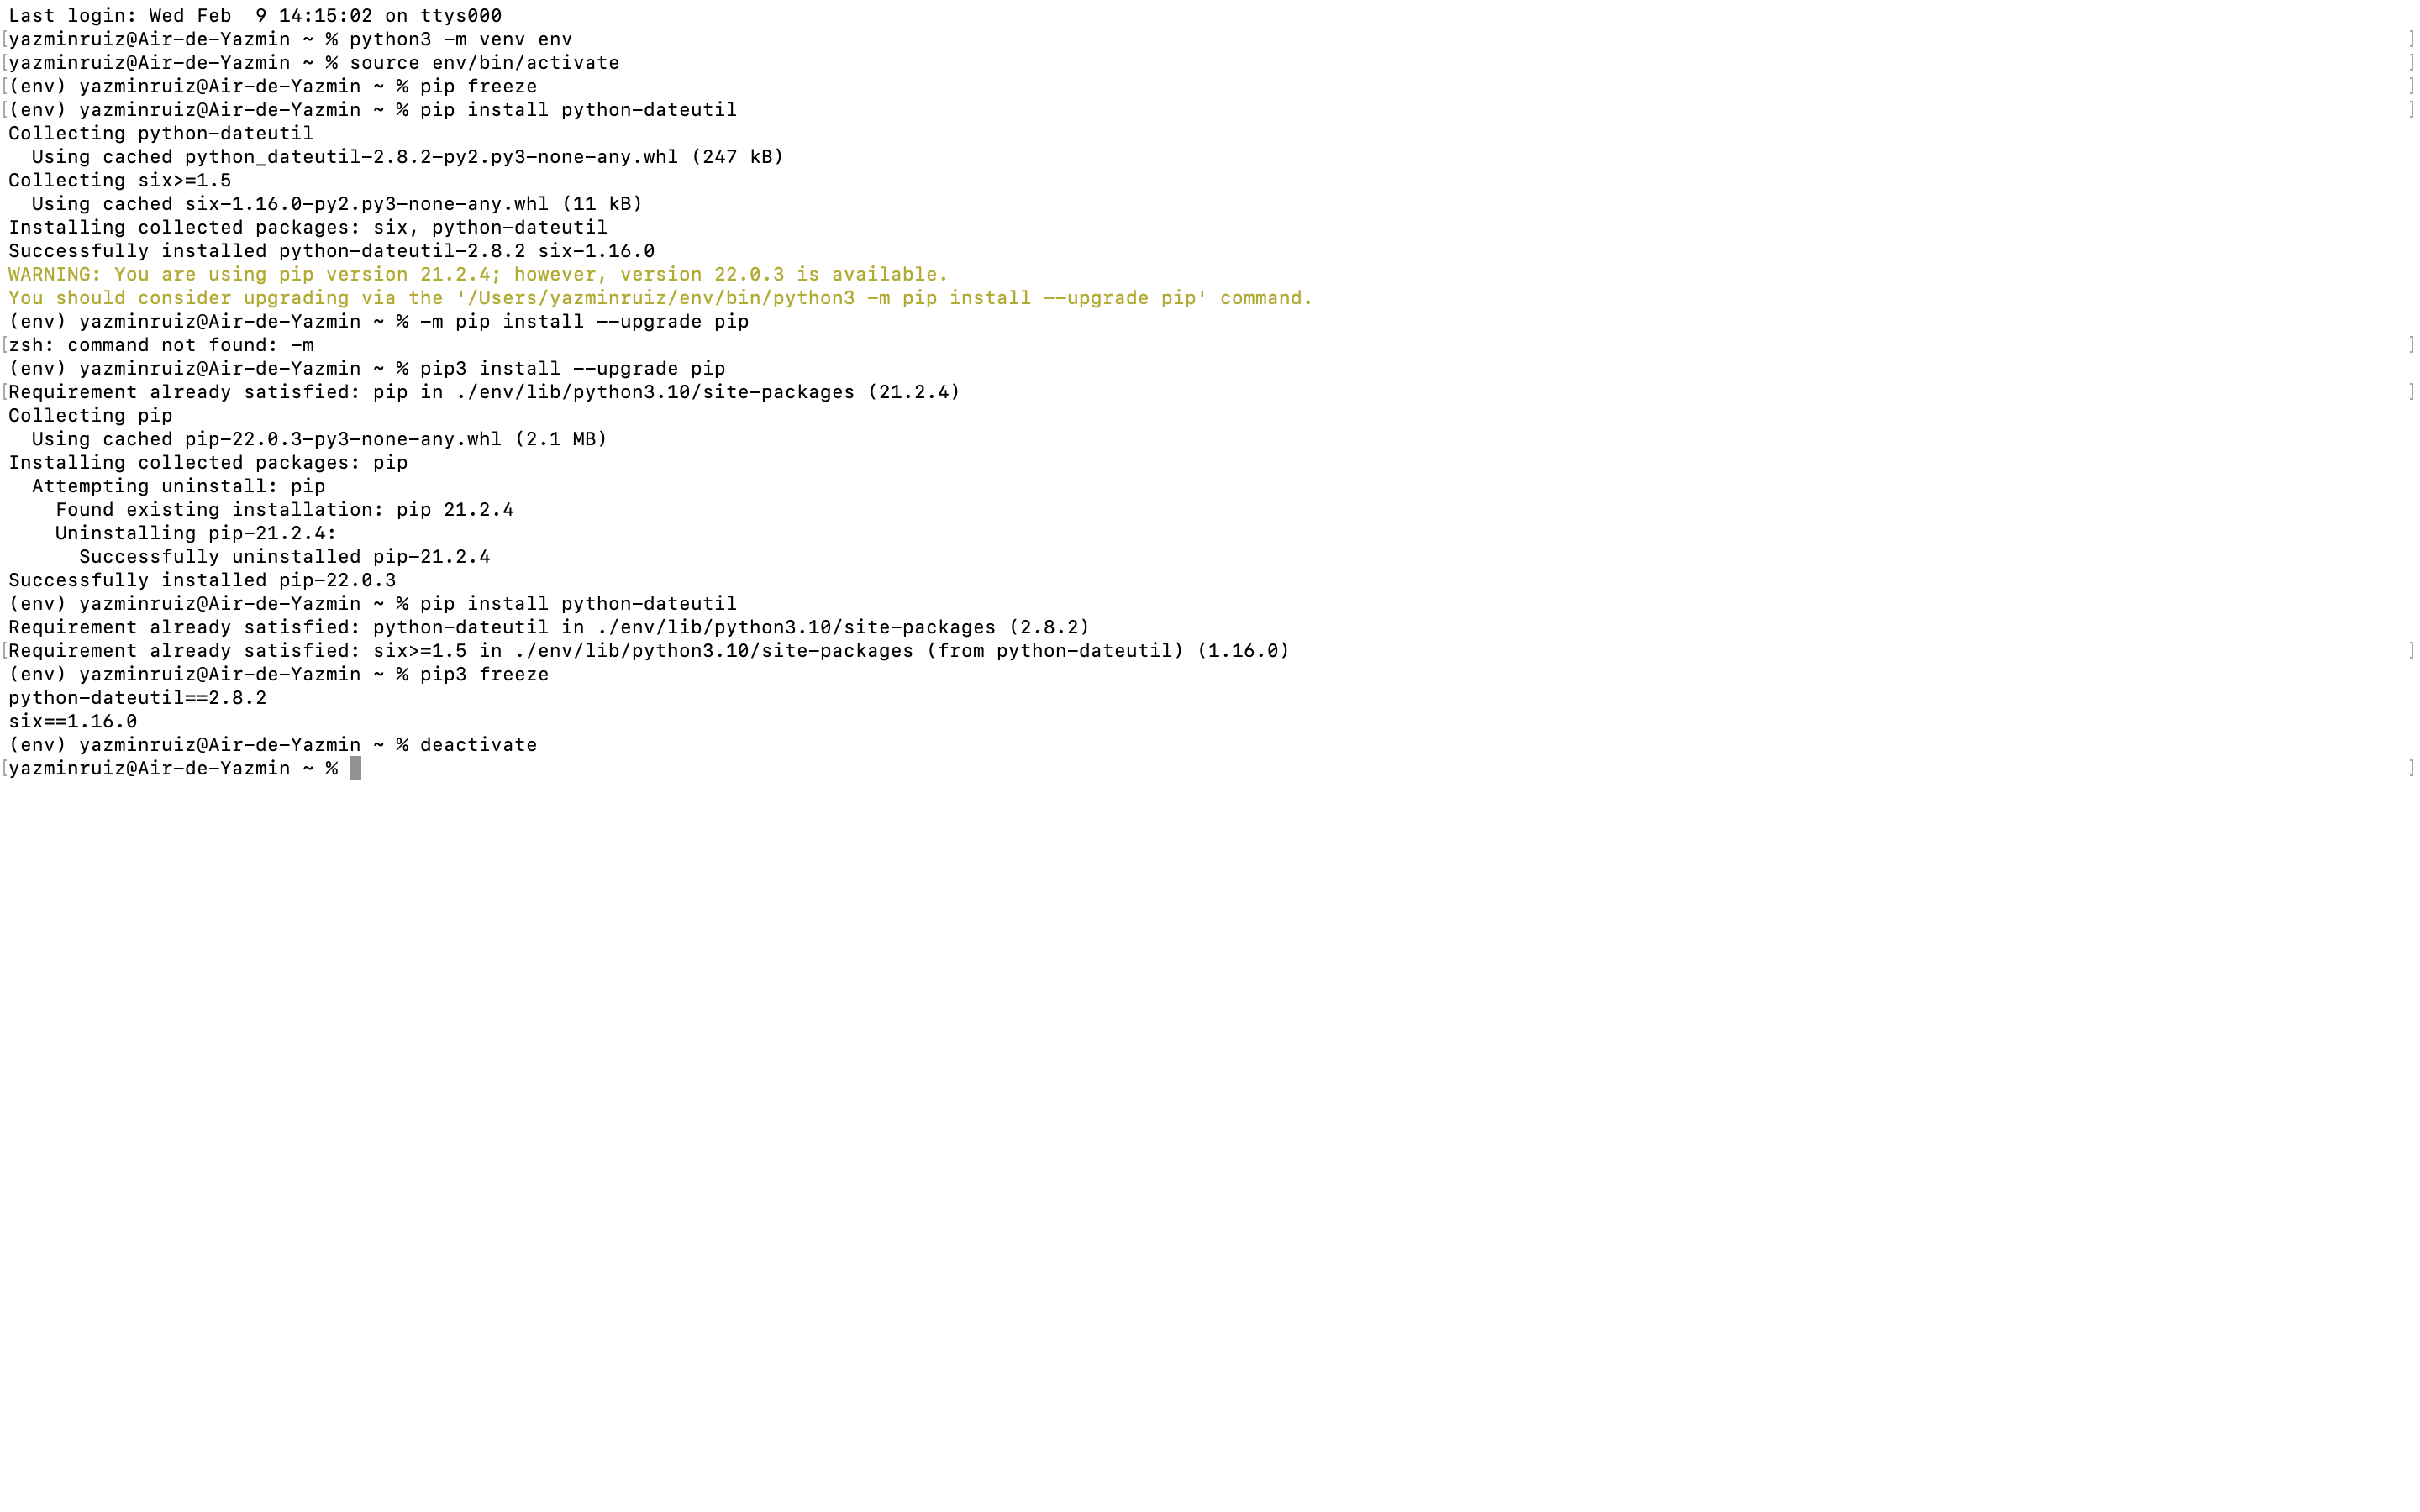 Last login: Wed Feb  9 14:15:02 on ttys000
[yazminruiz@Air-de-Yazmin ~ % python3 -m venv env ]
[yazminruiz@Air-de-Yazmin ~ % source env/bin/activate ]
[(env) yazminruiz@Air-de-Yazmin ~ % pip freeze ]
[(env) yazminruiz@Air-de-Yazmin ~ % pip install python-dateutil ]
Collecting python-dateutil
  Using cached python_dateutil-2.8.2-py2.py3-none-any.whl (247 kB)
Collecting six>=1.5
  Using cached six-1.16.0-py2.py3-none-any.whl (11 kB)
Installing collected packages: six, python-dateutil
Successfully installed python-dateutil-2.8.2 six-1.16.0
WARNING: You are using pip version 21.2.4; however, version 22.0.3 is available.
You should consider upgrading via the '/Users/yazminruiz/env/bin/python3 -m pip install --upgrade pip' command.
(env) yazminruiz@Air-de-Yazmin ~ % -m pip install --upgrade pip
[zsh: command not found: -m ]
(env) yazminruiz@Air-de-Yazmin ~ % pip3 install --upgrade pip
[Requirement already satisfied: pip in ./env/lib/python3.10/site-packages (21.2.4) ]
Collecting pip
  Using cached pip-22.0.3-py3-none-any.whl (2.1 MB)
Installing collected packages: pip
  Attempting uninstall: pip
    Found existing installation: pip 21.2.4
    Uninstalling pip-21.2.4:
      Successfully uninstalled pip-21.2.4
Successfully installed pip-22.0.3
(env) yazminruiz@Air-de-Yazmin ~ % pip install python-dateutil
Requirement already satisfied: python-dateutil in ./env/lib/python3.10/site-packages (2.8.2)
[Requirement already satisfied: six>=1.5 in ./env/lib/python3.10/site-packages (from python-dateutil) (1.16.0) ]
(env) yazminruiz@Air-de-Yazmin ~ % pip3 freeze
python-dateutil==2.8.2
six==1.16.0
(env) yazminruiz@Air-de-Yazmin ~ % deactivate
[yazminruiz@Air-de-Yazmin ~ % ]